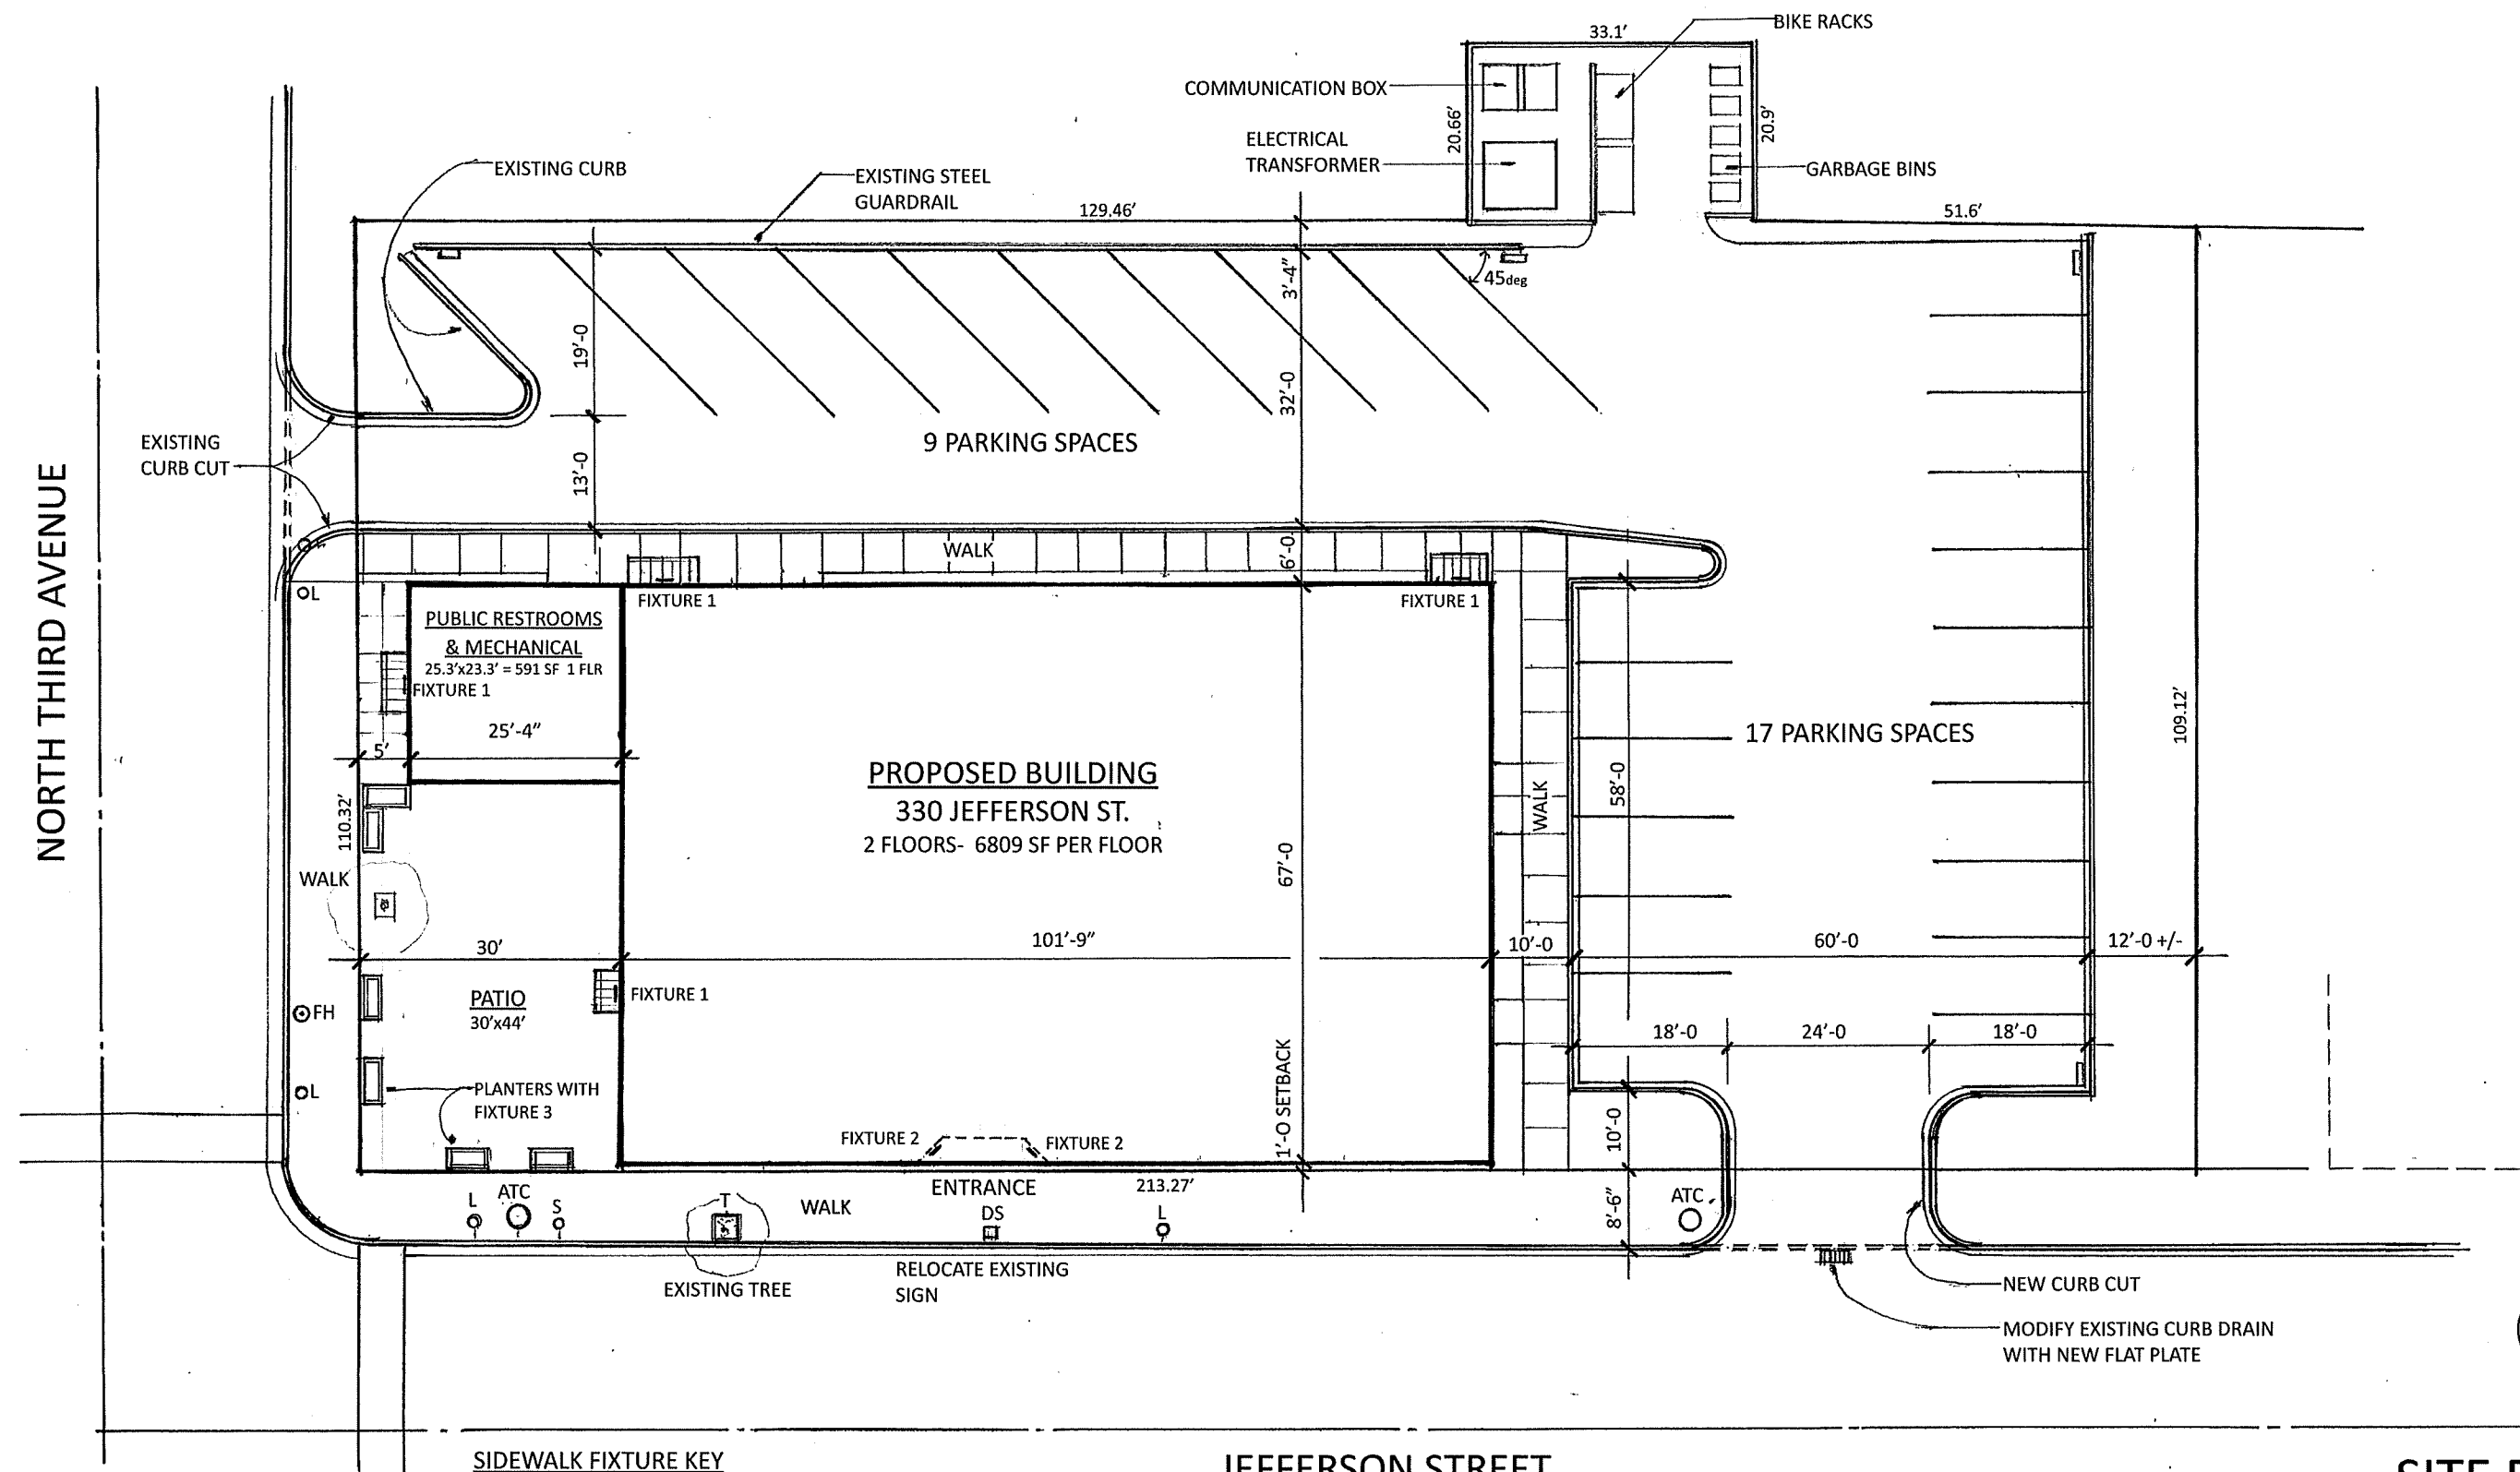 BIKE RACKS
33.1'
COMMUNICATION BOX
ELECTRICAL
TRANSFORMER
20.66'
20.9'
GARBAGE BINS
EXISTING CURB
EXISTING STEEL
GUARDRAIL
129.46'
51.6'
45deg
3'-4"
19'-0
32'-0
9 PARKING SPACES
EXISTING
CURB CUT
13'-0
NORTH THIRD AVENUE
WALK
6'-0
L
FIXTURE 1
FIXTURE 1
PUBLIC RESTROOMS
& MECHANICAL
25.3'x23.3' = 591 SF 1 FLR
FIXTURE 1
25'-4"
5'
PROPOSED BUILDING
330 JEFFERSON ST.
2 FLOORS- 6809 SF PER FLOOR
17 PARKING SPACES
109.12'
58'-0
WALK
110.32'
67'-0
WALK
30'
101'-9"
10'-0
60'-0
12'-0 +/-
PATIO
30'x44'
FIXTURE 1
FH
18'-0
24'-0
18'-0
L
PLANTERS WITH
FIXTURE 3
1'-O SETBACK
10'-0
FIXTURE 2
FIXTURE 2
ENTRANCE
213.27'
L
ATC
S
T
WALK
DS
L
8'-6"
ATC
EXISTING TREE
RELOCATE EXISTING
SIGN
NEW CURB CUT
MODIFY EXISTING CURB DRAIN
WITH NEW FLAT PLATE
SIDEWALK FIXTURE KEY
JEFFERSON STREET
SITE